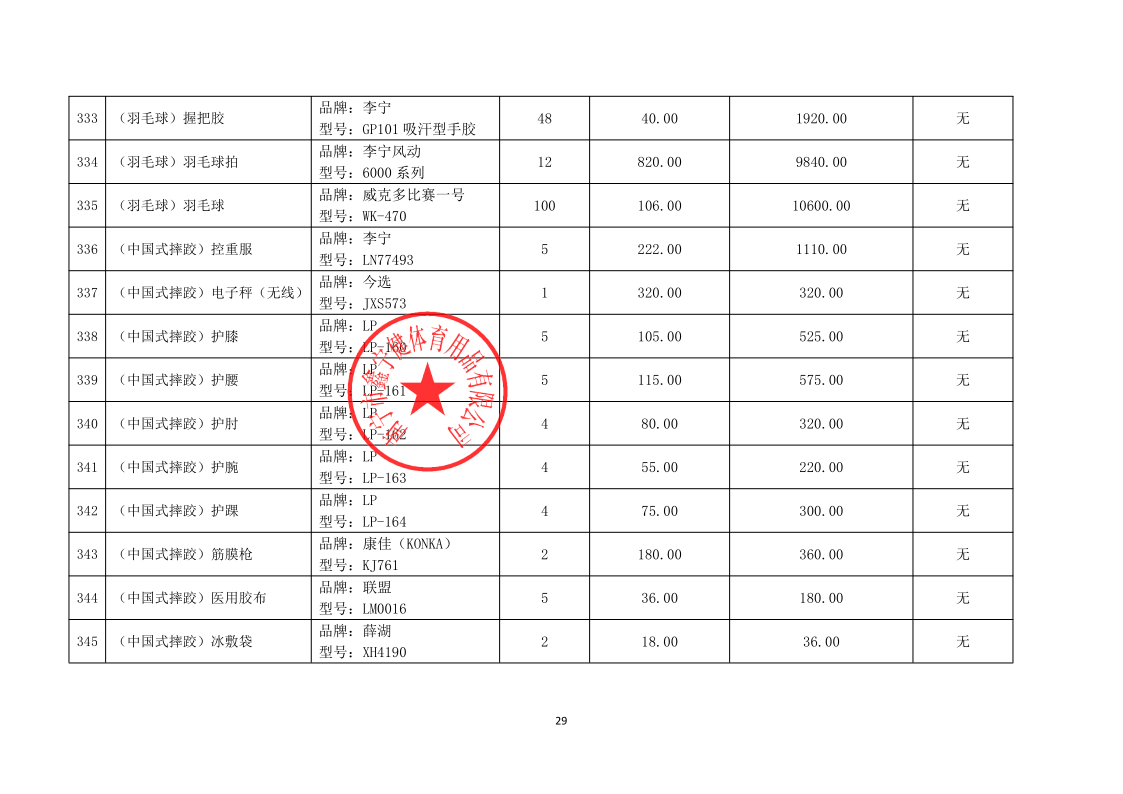 333 （羽毛球）握把胶 品牌：李宁 48 40.00 1920.00 无
型号：GP101 吸汗型手胶
334 （羽毛球）羽毛球拍 品牌：李宁风动 12 820.00 9840.00 无
型号：6000 系列
335 （羽毛球）羽毛球 品牌：威克多比赛一号 100 106.00 10600.00 无
型号：WK-470
336 （中国式摔跤）控重服 品牌：李宁 5 222.00 1110.00 无
型号：LN77493
337 （中国式摔跤）电子秤（无线） 品牌：今选 1 320.00 320.00 无
型号：JXS573
338 （中国式摔跤）护膝 品牌：LP 5 105.00 525.00 无
型号：LP-160
339 （中国式摔跤）护腰 品牌：LP 5 115.00 575.00 无
型号：LP-161
340 （中国式摔跤）护肘 品牌：LP 4 80.00 320.00 无
型号：LP-162
341 （中国式摔跤）护腕 品牌：LP 4 55.00 220.00 无
型号：LP-163
342 （中国式摔跤）护踝 品牌：LP 4 75.00 300.00 无
型号：LP-164
343 （中国式摔跤）筋膜枪 品牌：康佳（KONKA） 2 180.00 360.00 无
型号：KJ761
344 （中国式摔跤）医用胶布 品牌：联盟 5 36.00 180.00 无
型号：LM0016
345 （中国式摔跤）冰敷袋 品牌：薛湖 2 18.00 36.00 无
型号：XH4190
南宁市鑫宁健体育用品有限公司
29